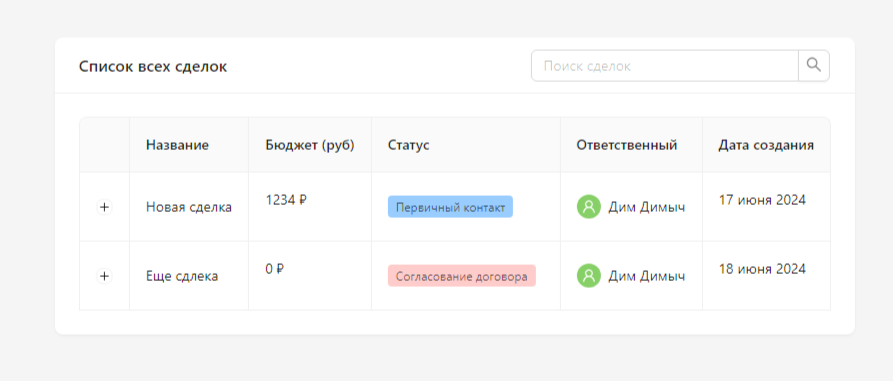 Список всех сделок
Поиск сделок
Название Бюджет (руб) Статус Ответственный Дата создания
+ Новая сделка 1234 ₽ Первичный контакт Дим Димыч 17 июня 2024
+ Еще сдлека 0 ₽ Согласование договора Дим Димыч 18 июня 2024